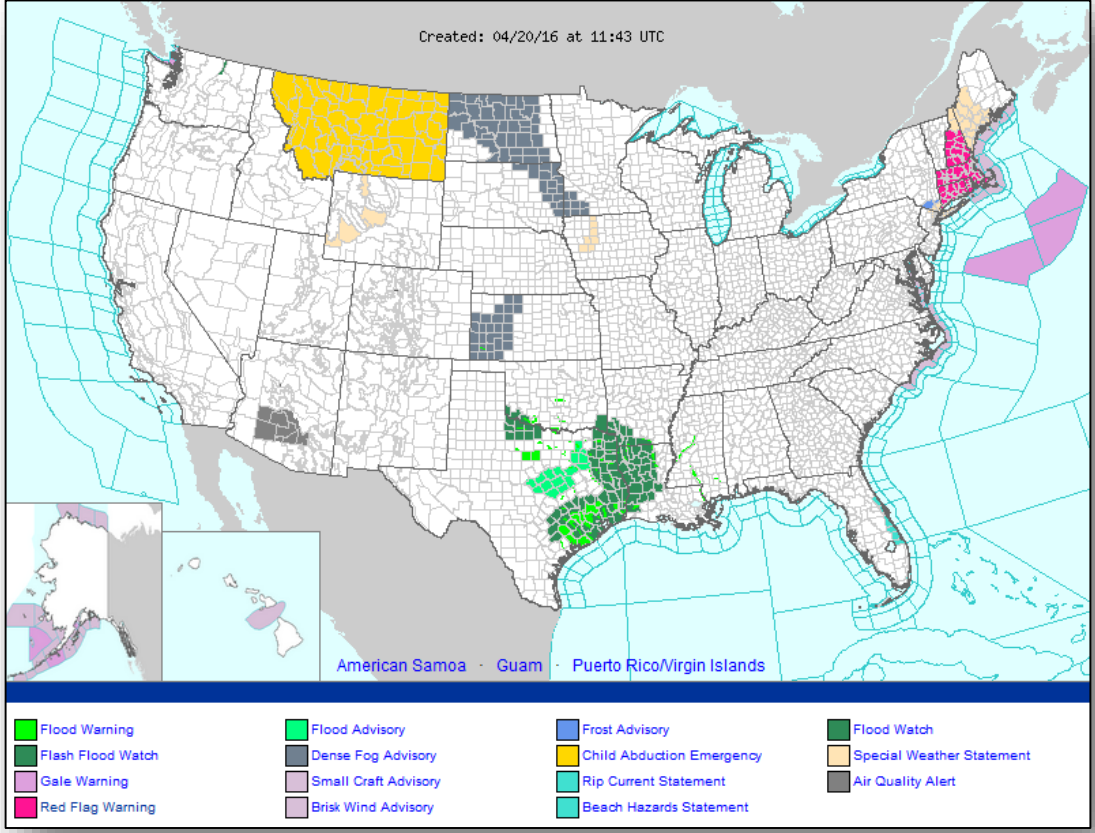 Created: 04/20/16 at 11:43 UTC
American Samoa · Guam · Puerto Rico/Virgin Islands
Flood Warning
Flood Advisory
Frost Advisory
Flood Watch
Flash Flood Watch
Dense Fog Advisory
Child Abduction Emergency
Special Weather Statement
Gale Warning
Small Craft Advisory
Rip Current Statement
Air Quality Alert
Red Flag Warning
Brisk Wind Advisory
Beach Hazards Statement